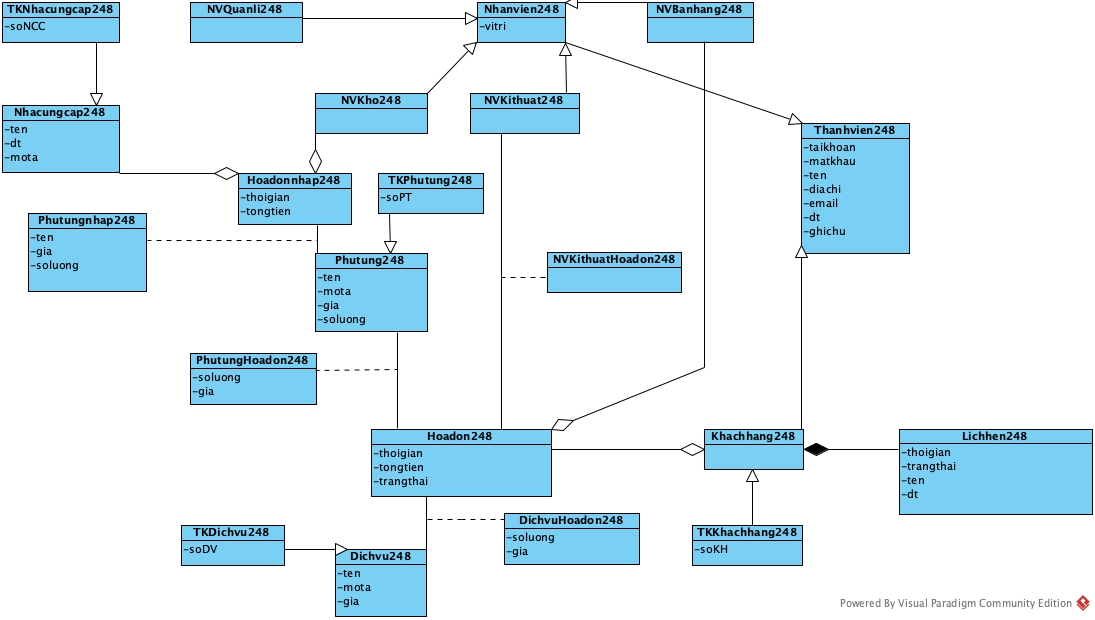 TKNhacungcap248
-soNCC
NVQuanli248
Nhanvien248
-vitri
NVBanhang248
Nhacungcap248
-ten
-dt
-mota
NVKho248
NVKithuat248
Thanhvien248
-taikhoan
-matkhau
-ten
-diachi
-email
-dt
-ghichu
Hoadonnhap248
-thoigian
-tongtien
TKPhutung248
-soPT
Phutungnhap248
-ten
-gia
-soluong
Phutung248
-ten
-mota
-gia
-soluong
NVKithuatHoadon248
PhutungHoadon248
-soluong
-gia
Hoadon248
-thoigian
-tongtien
-trangthai
Khachhang248
Lichhen248
-thoigian
-trangthai
-ten
-dt
TKDichvu248
-soDV
DichvuHoadon248
-soluong
-gia
TKKhachhang248
-soKH
Dichvu248
-ten
-mota
-gia
Powered By Visual Paradigm Community Edition